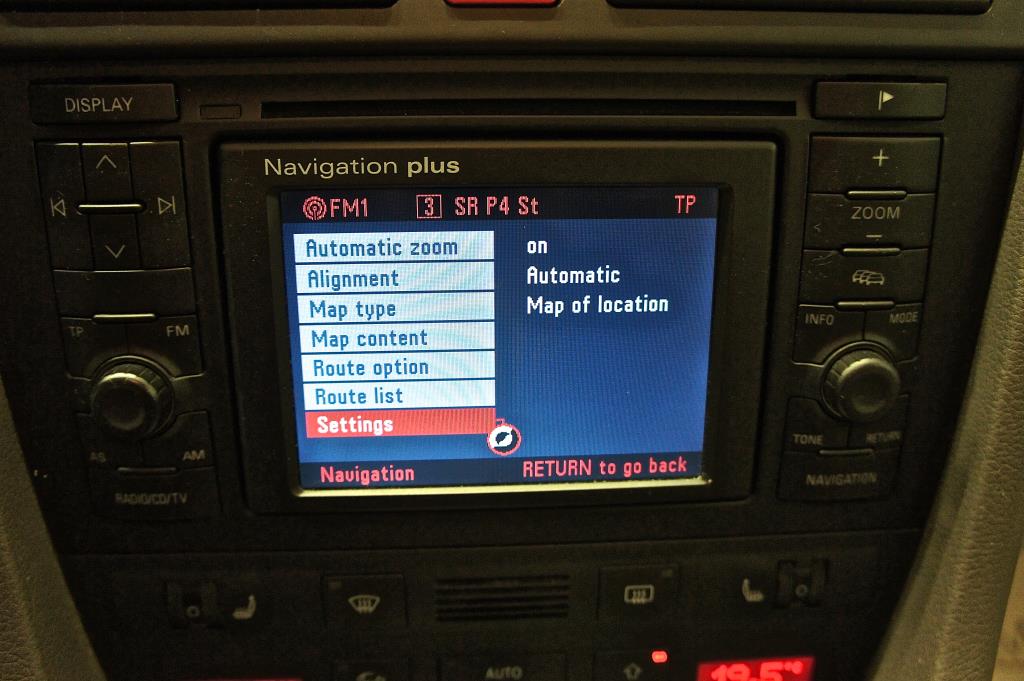 DISPLAY
Navigation plus
FM1 3 SR P4 St TP
Automatic zoom on
Alignment Automatic
Map type Map of location
Map content
Route option
Route list
Settings
Navigation RETURN to go back
TP FM
AS AM
RADIO/CD/TV
+
ZOOM
−
INFO MODE
TONE RETURN
NAVIGATION
AUTO
19.5°C